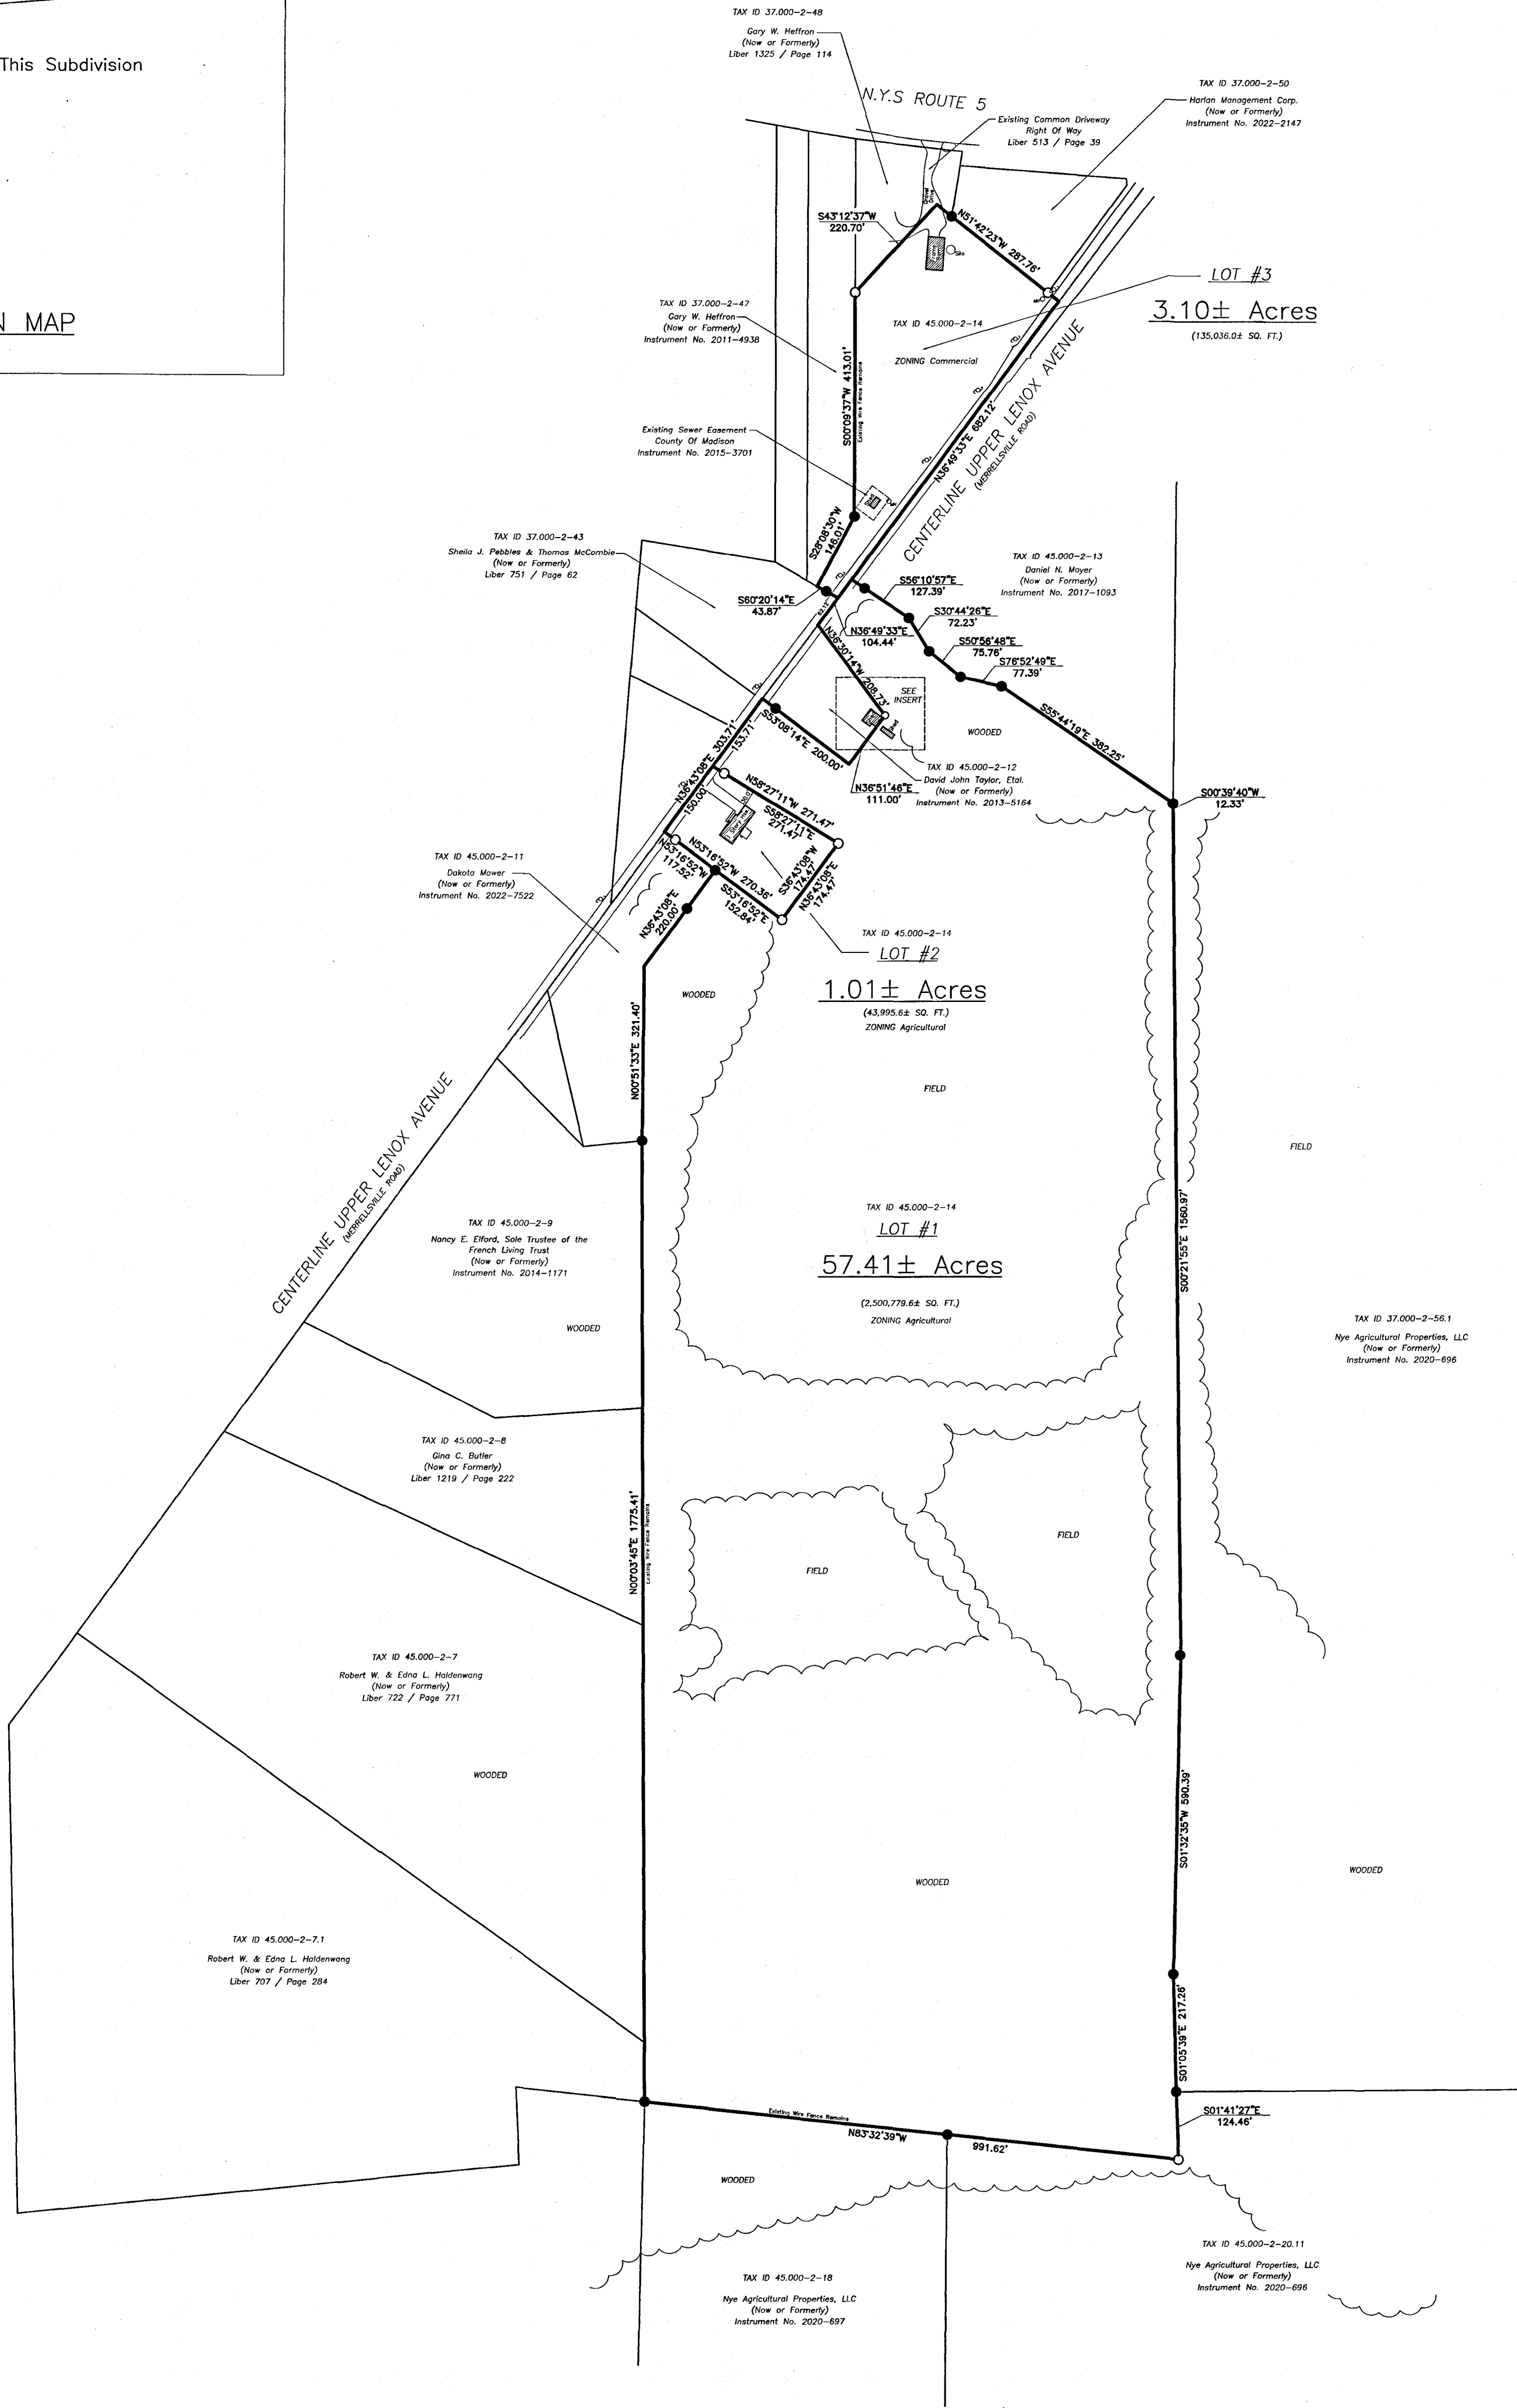 This Subdivision
N MAP
TAX ID 37.000-2-48
Gary W. Heffron
(Now or Formerly)
Liber 1325 / Page 114
N.Y.S ROUTE 5
Existing Common Driveway
Right Of Way
Liber 513 / Page 39
TAX ID 37.000-2-50
Harlan Management Corp.
(Now or Formerly)
Instrument No. 2022-2147
Gravel
Drive
S43°12'37"W
220.70'
N51°42'23"W 287.76'
Silo
LOT #3
3.10± Acres
(135,036.0± SQ. FT.)
TAX ID 37.000-2-47
Gary W. Heffron
(Now or Formerly)
Instrument No. 2011-4938
TAX ID 45.000-2-14
ZONING Commercial
S00°09'37"W 413.01'
Existing Wire Fence Remains
N36°49'33"E 682.12'
CENTERLINE UPPER LENOX AVENUE
(MERRELLSVILLE ROAD)
Existing Sewer Easement
County Of Madison
Instrument No. 2015-3701
S28°08'30"W
146.01'
TAX ID 37.000-2-43
Sheila J. Pebbles & Thomas McCombie
(Now or Formerly)
Liber 751 / Page 62
S60°20'14"E
43.87'
62.12'
N36°49'33"E
104.44'
TAX ID 45.000-2-13
Daniel N. Moyer
(Now or Formerly)
Instrument No. 2017-1093
S56°10'57"E
127.39'
S30°44'26"E
72.23'
S50°56'48"E
75.76'
S76°52'49"E
77.39'
S55°44'19"E 382.25'
N36°30'14"W 208.73'
SEE
INSERT
WOODED
S53°08'14"E 200.00'
N36°51'46"E
111.00'
TAX ID 45.000-2-12
David John Taylor, Etal.
(Now or Formerly)
Instrument No. 2013-5164
S00°39'40"W
12.33'
N36°43'08"E 303.71'
153.71'
150.00'
N58°27'11"W 271.47'
S58°27'11"E
271.47'
N53°16'52"W 270.36'
N53°16'52"W
117.52'
S53°16'52"E
152.84'
S36°43'08"W
174.47'
N36°43'08"E
174.47'
TAX ID 45.000-2-11
Dakota Mower
(Now or Formerly)
Instrument No. 2022-7522
N36°43'08"E
220.00'
TAX ID 45.000-2-14
LOT #2
1.01± Acres
(43,995.6± SQ. FT.)
ZONING Agricultural
WOODED
N00°51'33"E 321.40'
FIELD
FIELD
CENTERLINE UPPER LENOX AVENUE
(MERRELLSVILLE ROAD)
S00°21'55"E 1560.97'
TAX ID 45.000-2-14
LOT #1
57.41± Acres
(2,500,779.6± SQ. FT.)
ZONING Agricultural
TAX ID 45.000-2-9
Nancy E. Elford, Sole Trustee of the
French Living Trust
(Now or Formerly)
Instrument No. 2014-1171
WOODED
TAX ID 37.000-2-56.1
Nye Agricultural Properties, LLC
(Now or Formerly)
Instrument No. 2020-696
TAX ID 45.000-2-8
Gina C. Butler
(Now or Formerly)
Liber 1219 / Page 222
N00°03'45"E 1775.41'
Existing Wire Fence Remains
FIELD
FIELD
TAX ID 45.000-2-7
Robert W. & Edna L. Haldenwang
(Now or Formerly)
Liber 722 / Page 771
WOODED
S01°32'35"W 590.39'
WOODED
WOODED
TAX ID 45.000-2-7.1
Robert W. & Edna L. Haldenwang
(Now or Formerly)
Liber 707 / Page 284
S01°05'39"E 217.26'
S01°41'27"E
124.46'
Existing Wire Fence Remains
N83°32'39"W
991.62'
WOODED
TAX ID 45.000-2-20.11
Nye Agricultural Properties, LLC
(Now or Formerly)
Instrument No. 2020-696
TAX ID 45.000-2-18
Nye Agricultural Properties, LLC
(Now or Formerly)
Instrument No. 2020-697